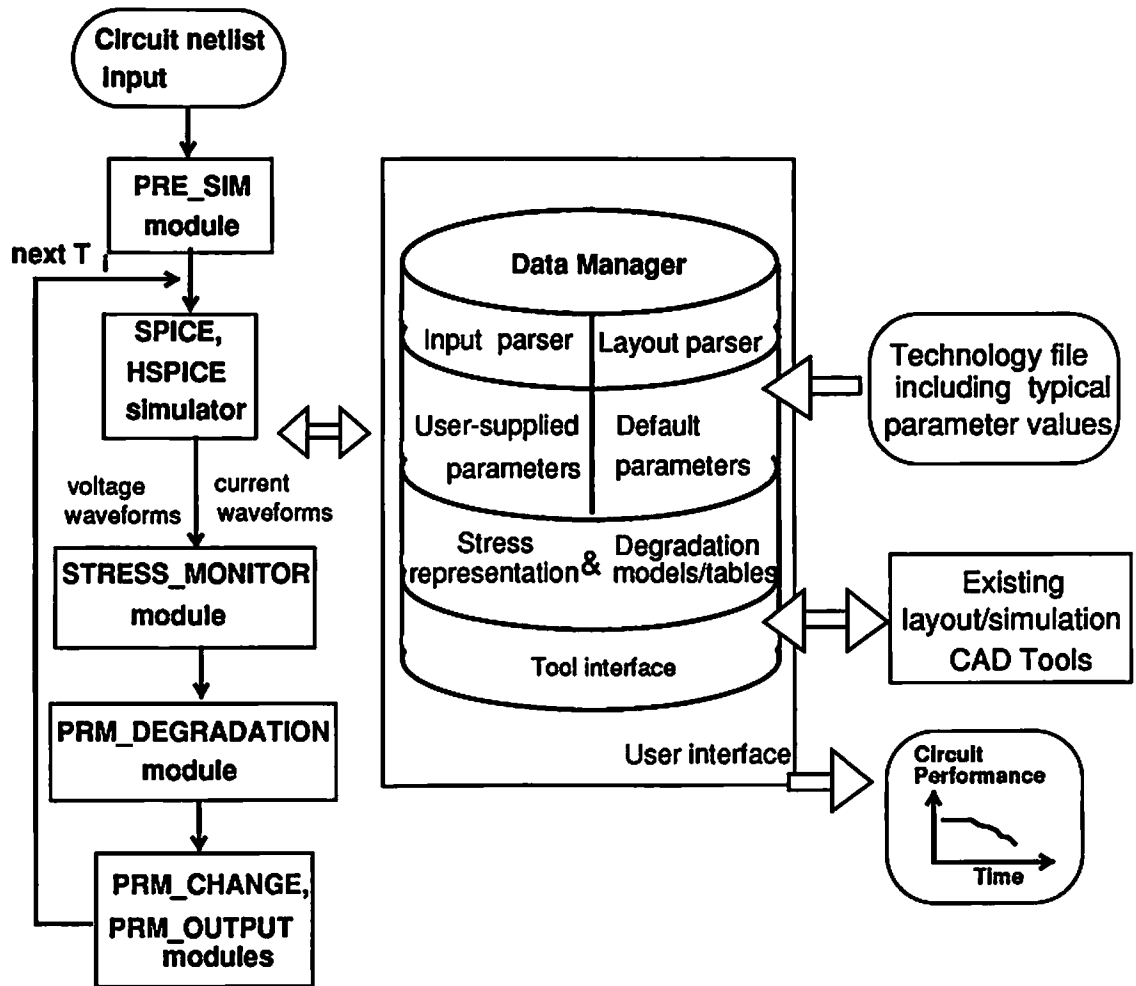 Circuit netlist
input
PRE_SIM
module
next T i
SPICE,
HSPICE
simulator
voltage
waveforms
current
waveforms
STRESS_MONITOR
module
PRM_DEGRADATION
module
PRM_CHANGE,
PRM_OUTPUT
modules
Data Manager
Input parser
Layout parser
User-supplied
parameters
Default
parameters
Stress
representation
&
Degradation
models/tables
Tool interface
User interface
Technology file
including typical
parameter values
Existing
layout/simulation
CAD Tools
Circuit
Performance
Time